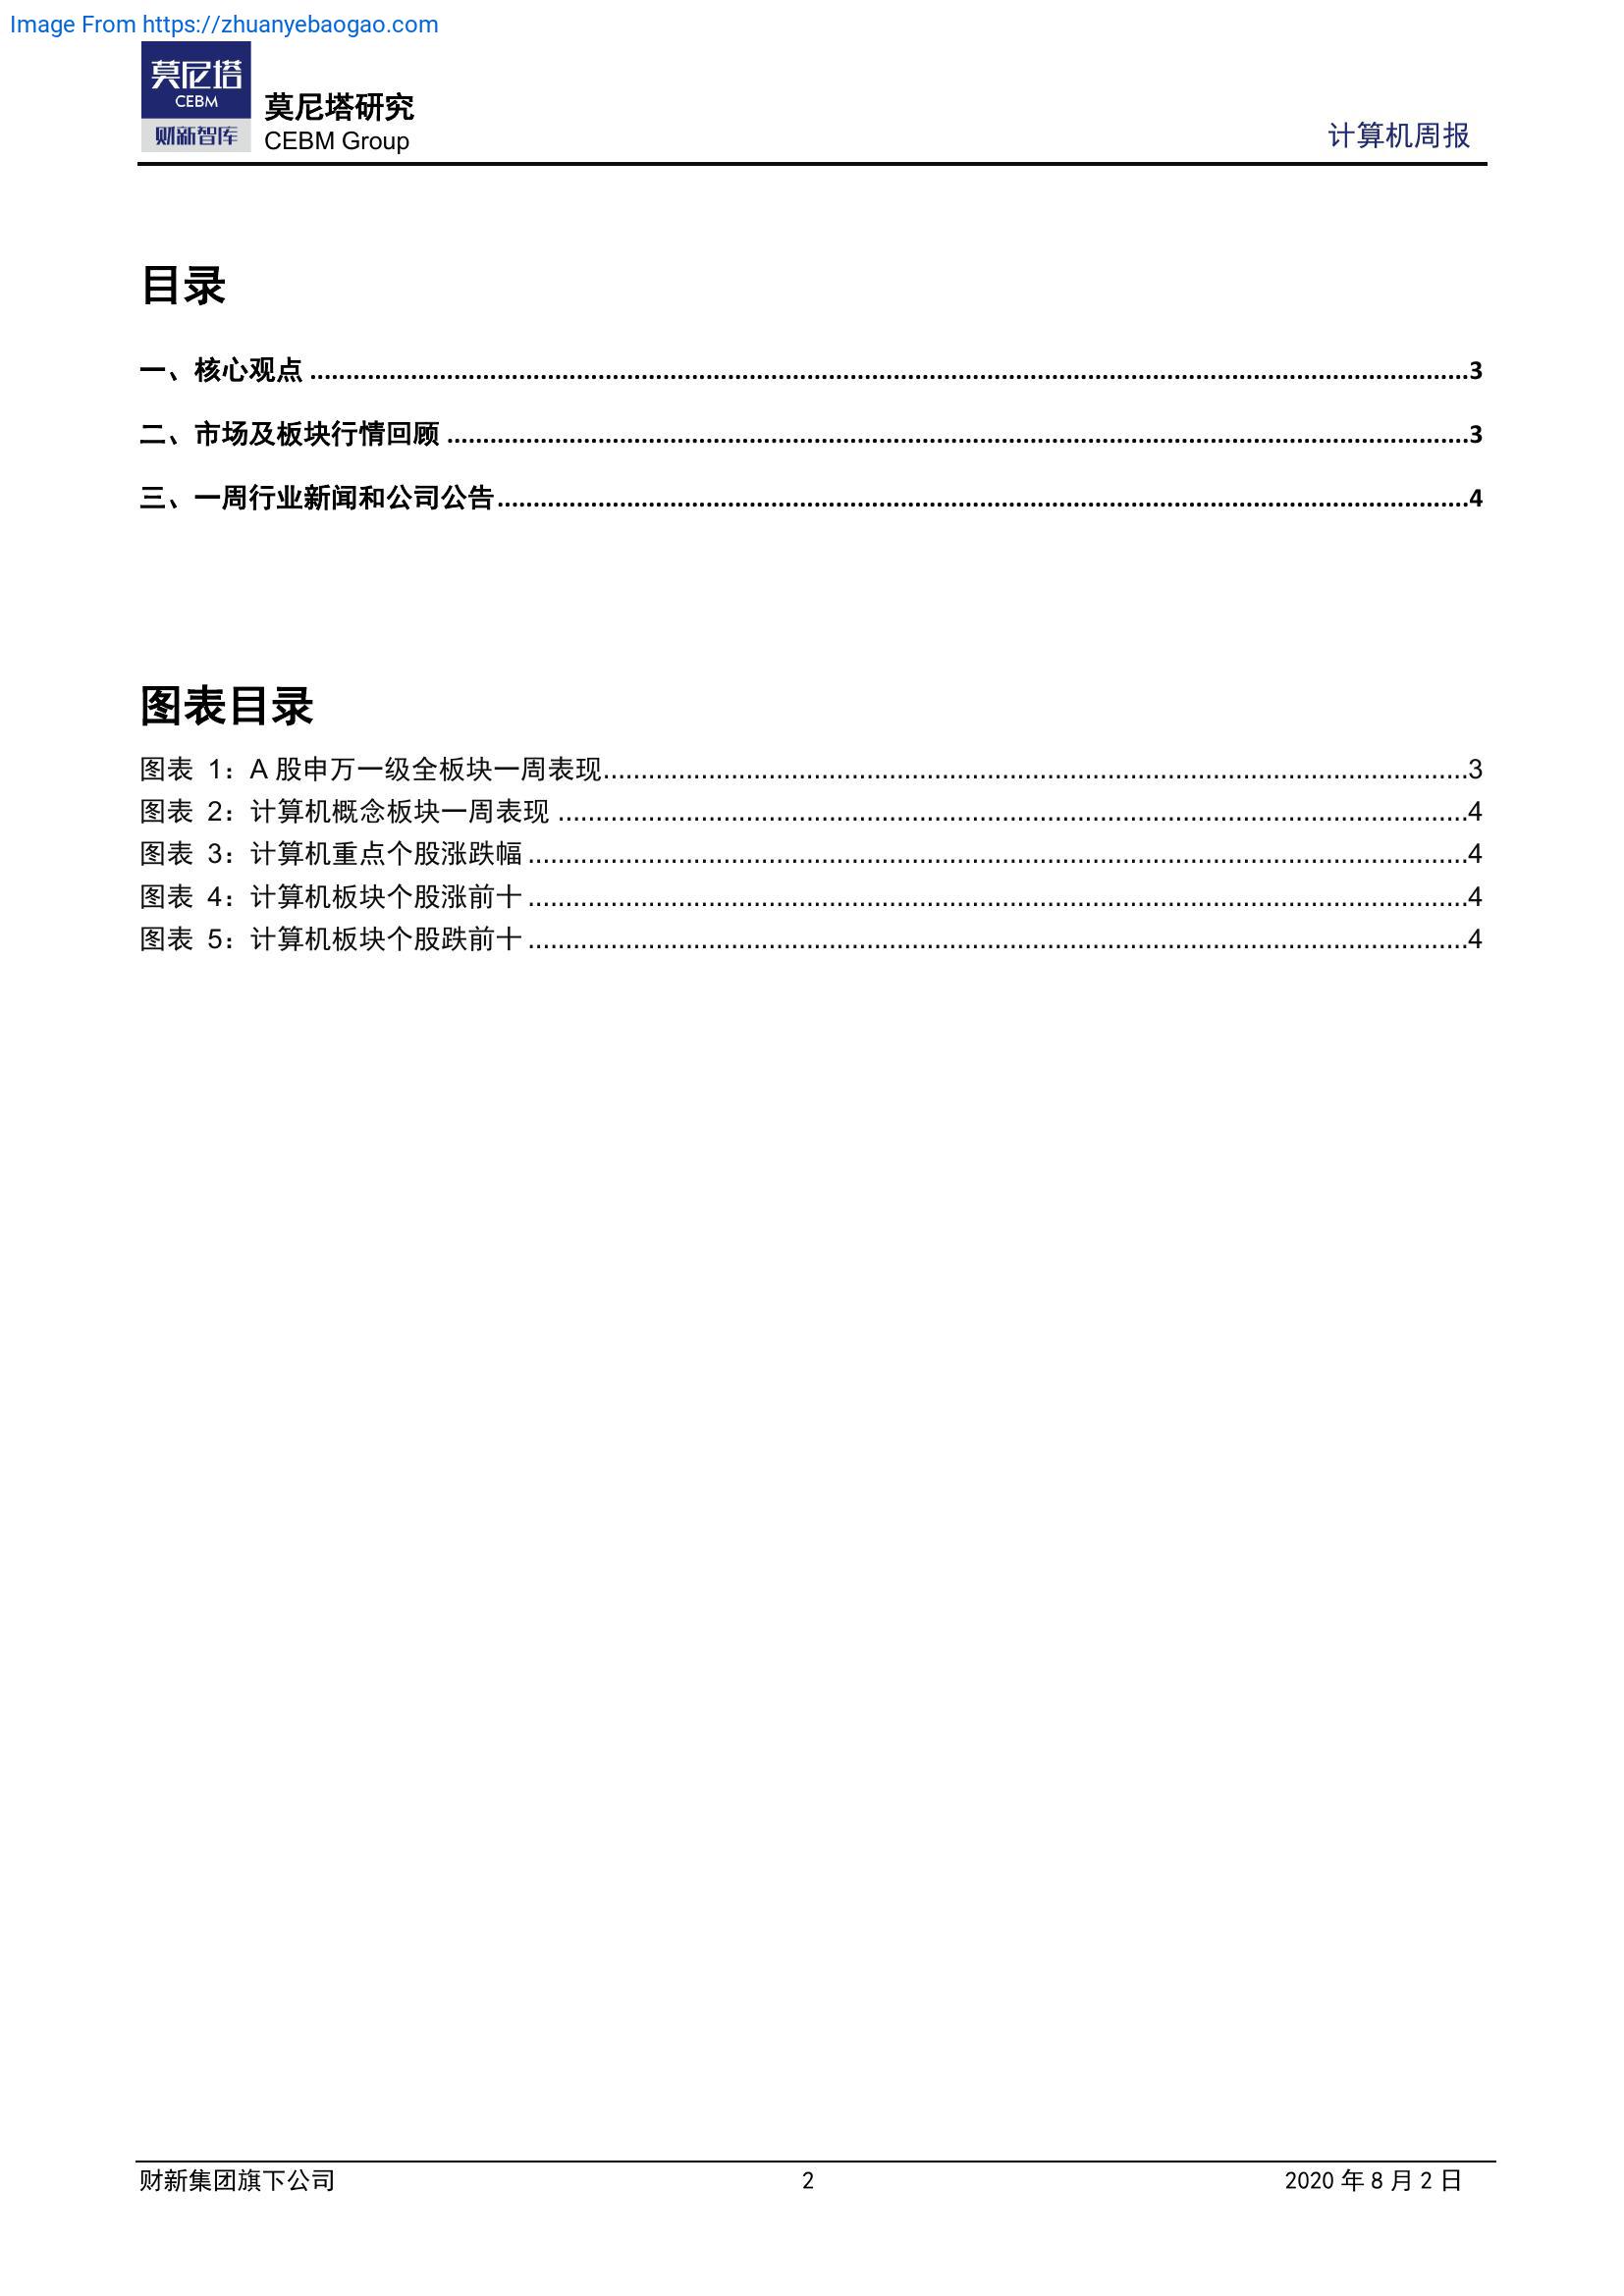 Image From https://zhuanyebaogao.com
莫尼塔
CEBM
财新智库
莫尼塔研究
CEBM Group
计算机周报
目录
一、核心观点 ........................................ 3
二、市场及板块行情回顾 ........................................ 3
三、一周行业新闻和公司公告 ........................................ 4
图表目录
图表 1：A 股申万一级全板块一周表现 ........................................ 3
图表 2：计算机概念板块一周表现 ........................................ 4
图表 3：计算机重点个股涨跌幅 ........................................ 4
图表 4：计算机板块个股涨前十 ........................................ 4
图表 5：计算机板块个股跌前十 ........................................ 4
财新集团旗下公司 2 2020 年 8 月 2 日